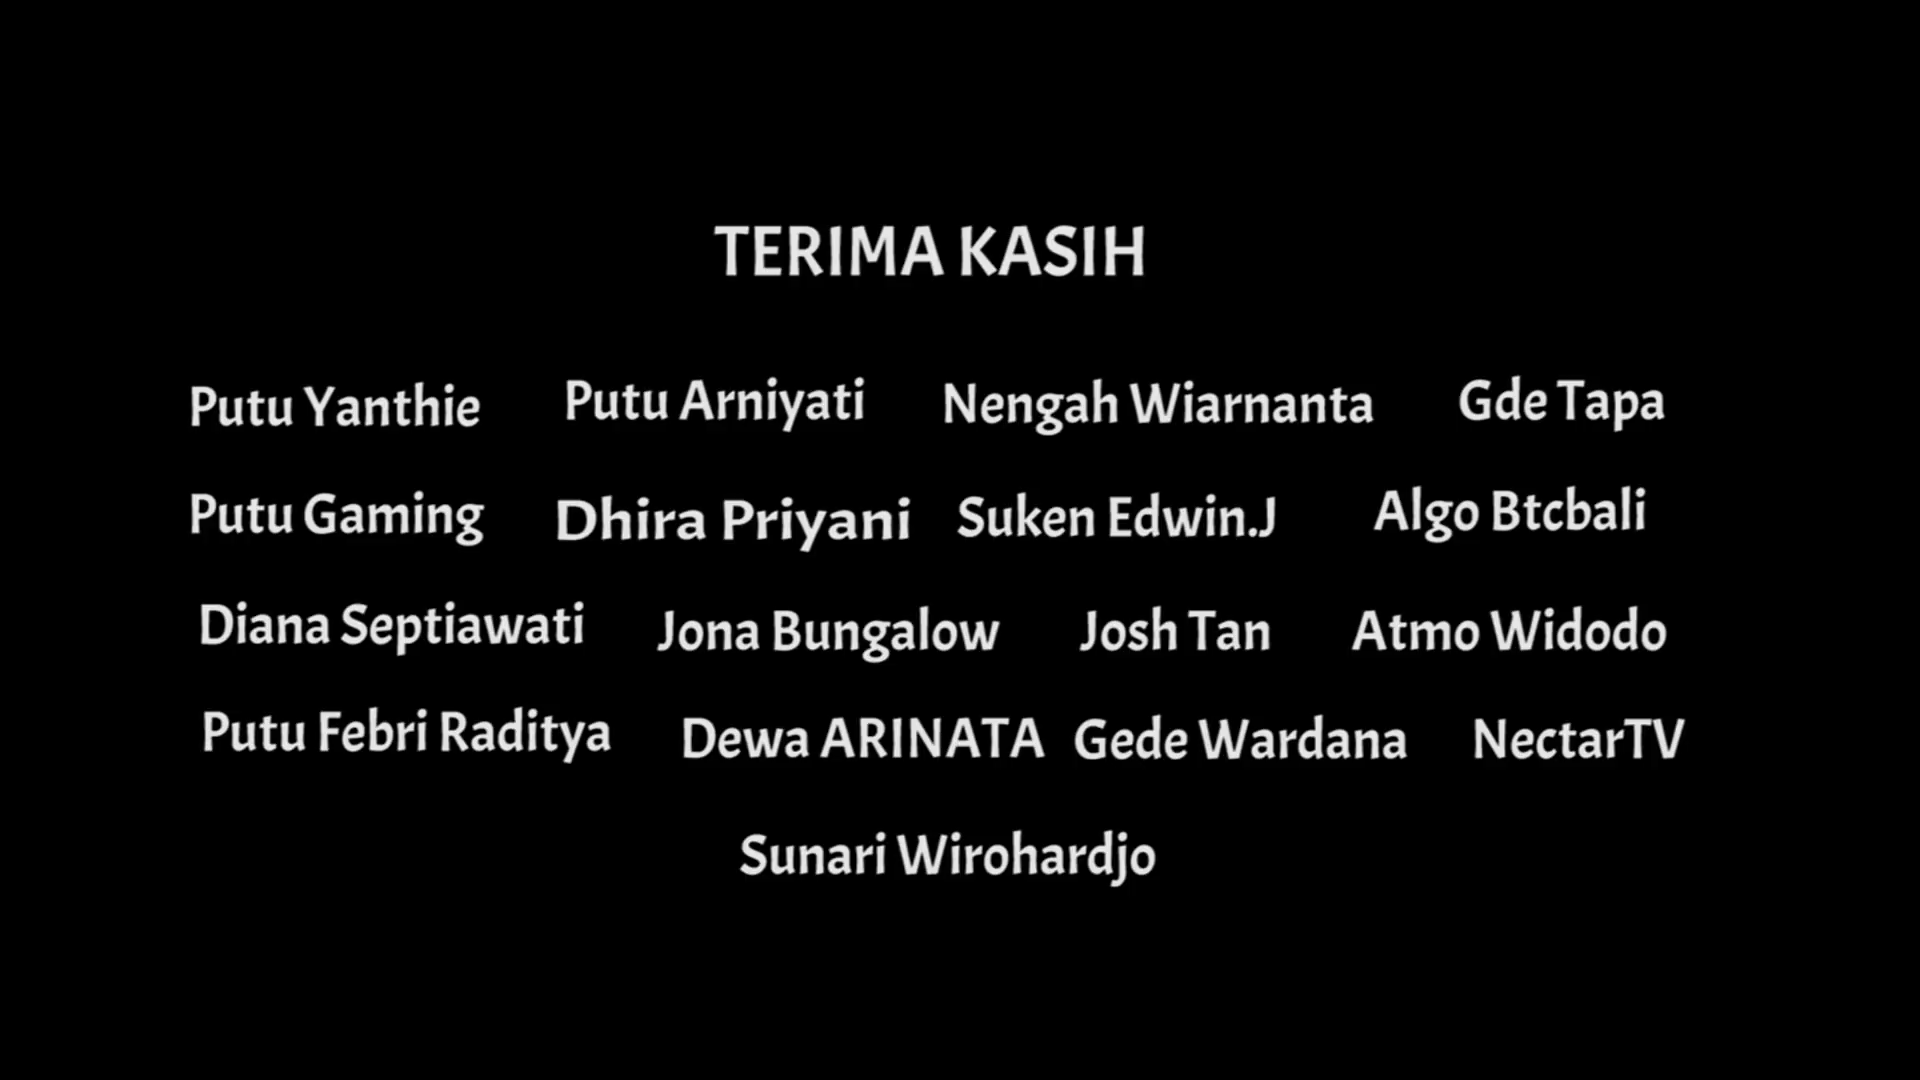 TERIMA KASIH
Putu Yanthie Putu Arniyati Nengah Wiarnanta Gde Tapa
Putu Gaming Dhira Priyani Suken Edwin.J Algo Btcbali
Diana Septiawati Jona Bungalow Josh Tan Atmo Widodo
Putu Febri Raditya Dewa ARINATA Gede Wardana NectarTV
Sunari Wirohardjo